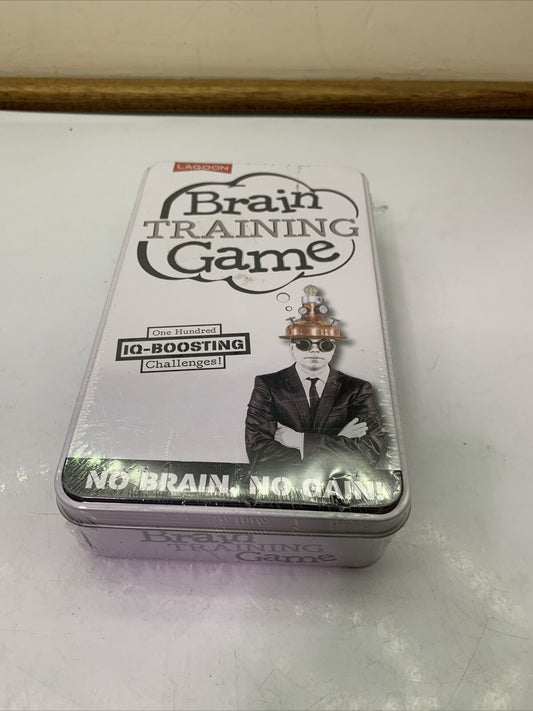 LAGOON
Brain
TRAINING
Game
One Hundred
IQ-BOOSTING
Challenges!
NO BRAIN, NO GAIN!
Brain
TRAINING
Game